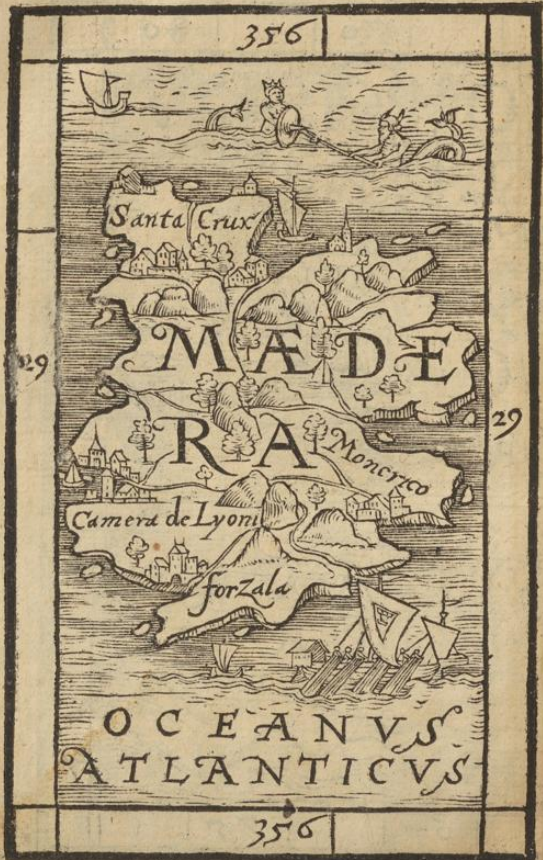 356
Santa Crux
MÆDE
29
29
RA
Moncrico
Camera de Lyoni
forzala
OCEANVS
ATLANTICVS
356